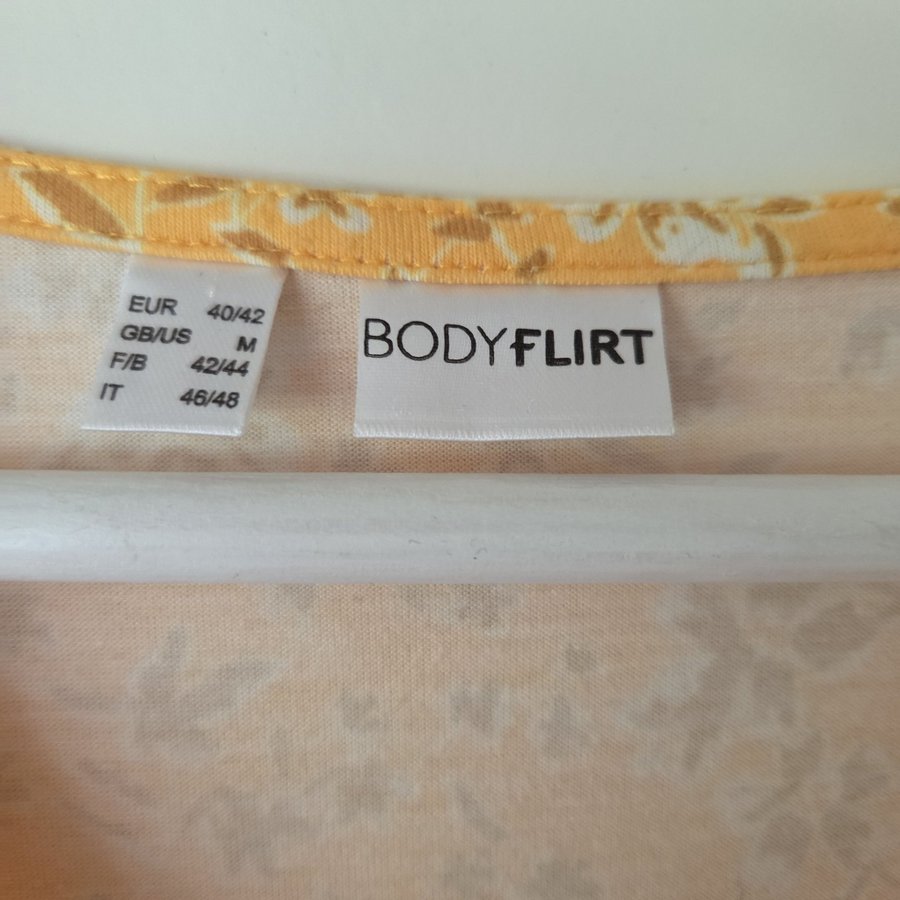 EUR 40/42
GB/US M
F/B 42/44
IT 46/48
BODYFLIRT